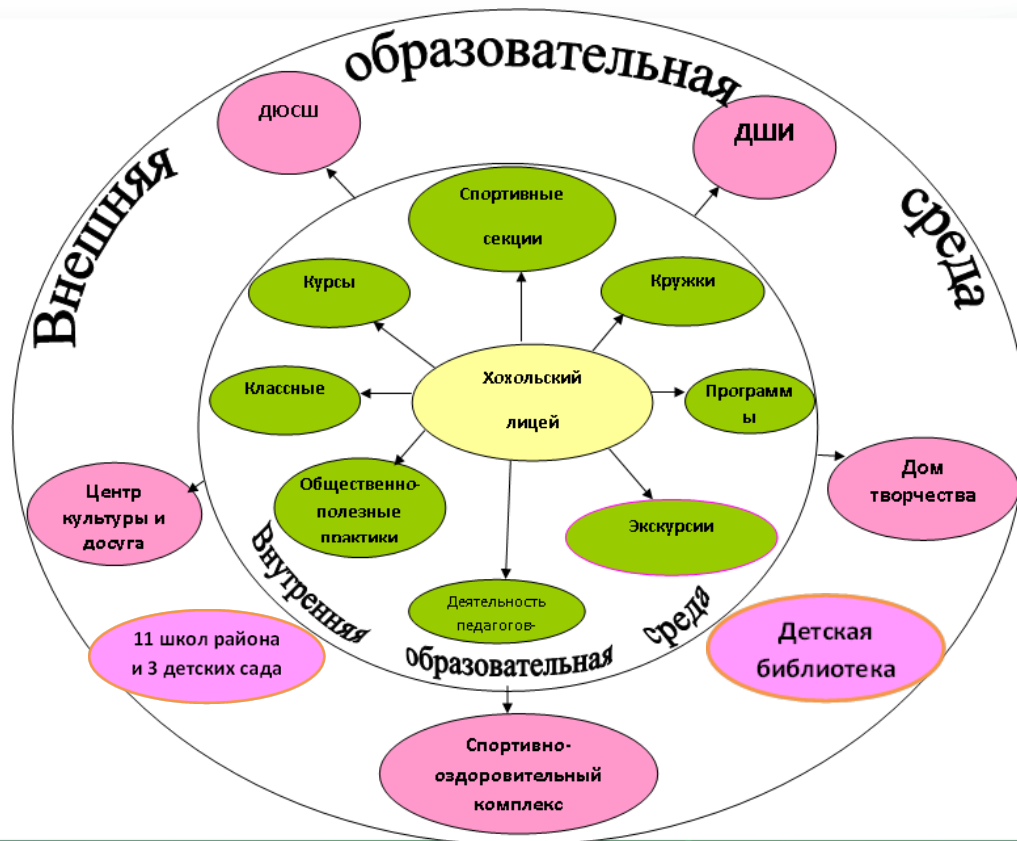 Внешняя образовательная среда
ДЮСШ
ДШИ
Спортивные
секции
Курсы
Кружки
Хохольский
лицей
Классные
Программ
ы
Общественно-
полезные
практики
Экскурсии
Деятельность
педагогов-
Внутренняя образовательная среда
Центр
культуры и
досуга
Дом
творчества
11 школ района
и 3 детских сада
Детская
библиотека
Спортивно-
оздоровительный
комплекс